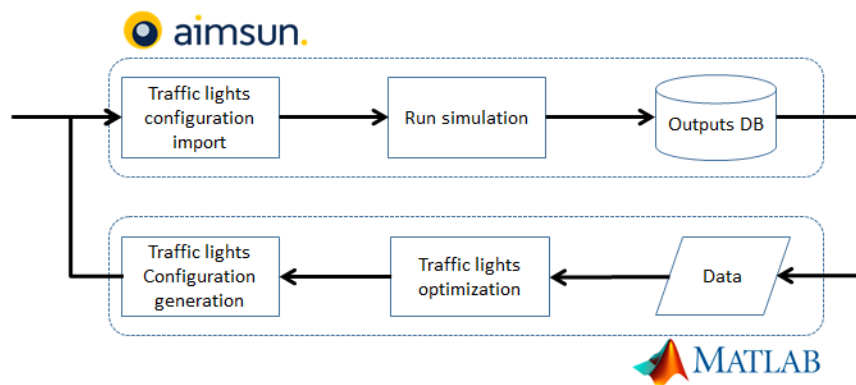 aimsun.
Traffic lights
configuration
import
Run simulation
Outputs DB
Traffic lights
Configuration
generation
Traffic lights
optimization
Data
MATLAB